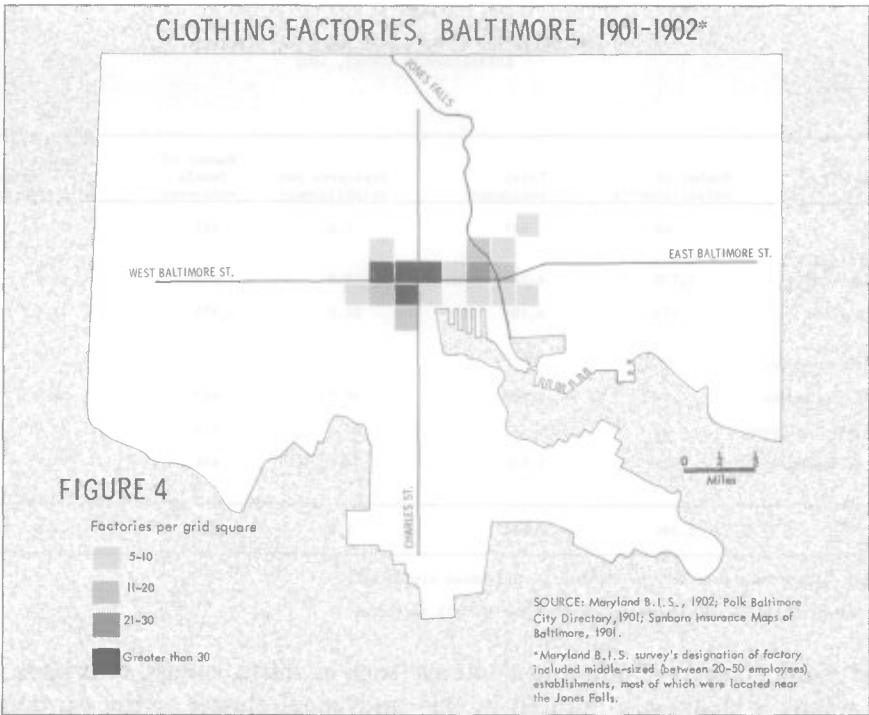 CLOTHING FACTORIES, BALTIMORE, 1901-1902*
JONES FALLS
WEST BALTIMORE ST.
EAST BALTIMORE ST.
CHARLES ST.
Miles
FIGURE 4
Factories per grid square
5-10
11-20
21-30
Greater than 30
SOURCE: Maryland B.I.S., 1902; Polk Baltimore
City Directory, 1901; Sanborn Insurance Maps of
Baltimore, 1901.
*Maryland B.I.S. survey's designation of factory
included middle-sized (between 20-50 employees)
establishments, most of which were located near
the Jones Falls.